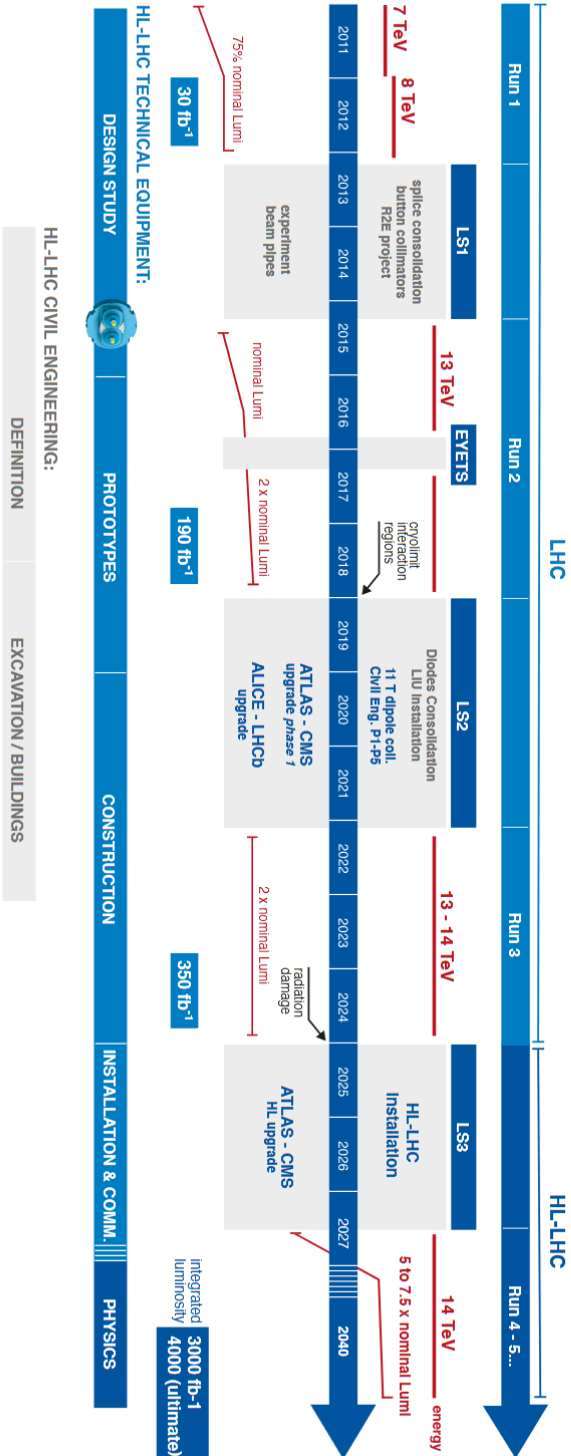 LHC
HL-LHC
Run 1
Run 2
Run 3
Run 4 - 5...
LS1
EYETS
LS2
LS3
7 TeV
8 TeV
13 TeV
13 - 14 TeV
14 TeV
energy
splice consolidation
button collimators
R2E project
cryolimit
interaction
regions
Diodes Consolidation
LIU Installation
11 T dipole coll.
Civil Eng. P1-P5
HL-LHC
Installation
5 to 7.5 x nominal Lumi
2011
2012
2013
2014
2015
2016
2017
2018
2019
2020
2021
2022
2023
2024
2025
2026
2027
2040
75% nominal Lumi
experiment
beam pipes
nominal Lumi
2 x nominal Lumi
ATLAS - CMS
upgrade phase 1
ALICE - LHCb
upgrade
2 x nominal Lumi
radiation
damage
ATLAS - CMS
HL upgrade
30 fb-1
190 fb-1
350 fb-1
integrated
luminosity
3000 fb-1
4000 (ultimate)
HL-LHC TECHNICAL EQUIPMENT:
DESIGN STUDY
PROTOTYPES
CONSTRUCTION
INSTALLATION & COMM.
PHYSICS
HL-LHC CIVIL ENGINEERING:
DEFINITION
EXCAVATION / BUILDINGS